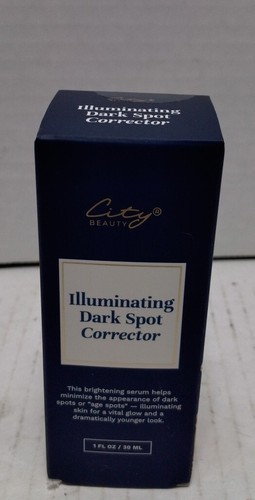 City
Illuminating
Dark Spot
Corrector
City®
BEAUTY
Illuminating
Dark Spot
Corrector
This brightening serum helps
minimize the appearance of dark
spots or "age spots" — illuminating
skin for a vital glow and a
dramatically younger look.
1 FL OZ / 30 ML